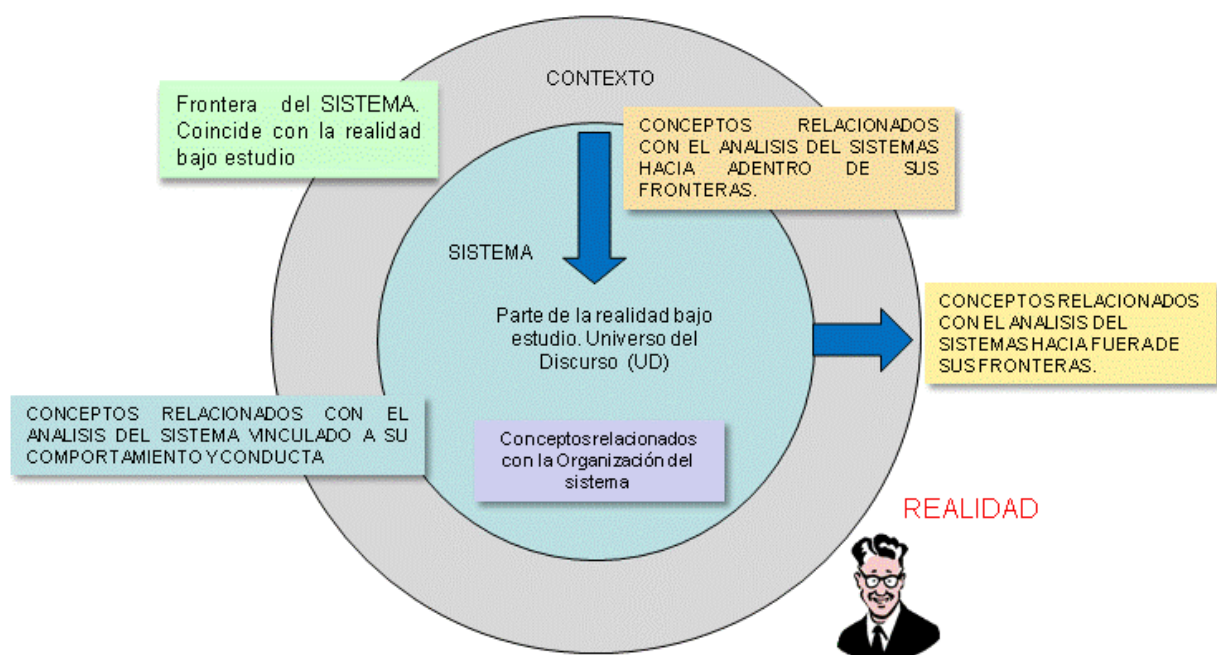 CONTEXTO
Frontera del SISTEMA.
Coincide con la realidad
bajo estudio
CONCEPTOS RELACIONADOS
CON EL ANALISIS DEL SISTEMAS
HACIA ADENTRO DE SUS
FRONTERAS.
SISTEMA
Parte de la realidad bajo
estudio. Universo del
Discurso (UD)
CONCEPTOS RELACIONADOS
CON EL ANALISIS DEL
SISTEMAS HACIA FUERA DE
SUS FRONTERAS.
CONCEPTOS RELACIONADOS CON EL
ANALISIS DEL SISTEMA VINCULADO A SU
COMPORTAMIENTO Y CONDUCTA
Conceptos relacionados
con la Organización del
sistema
REALIDAD